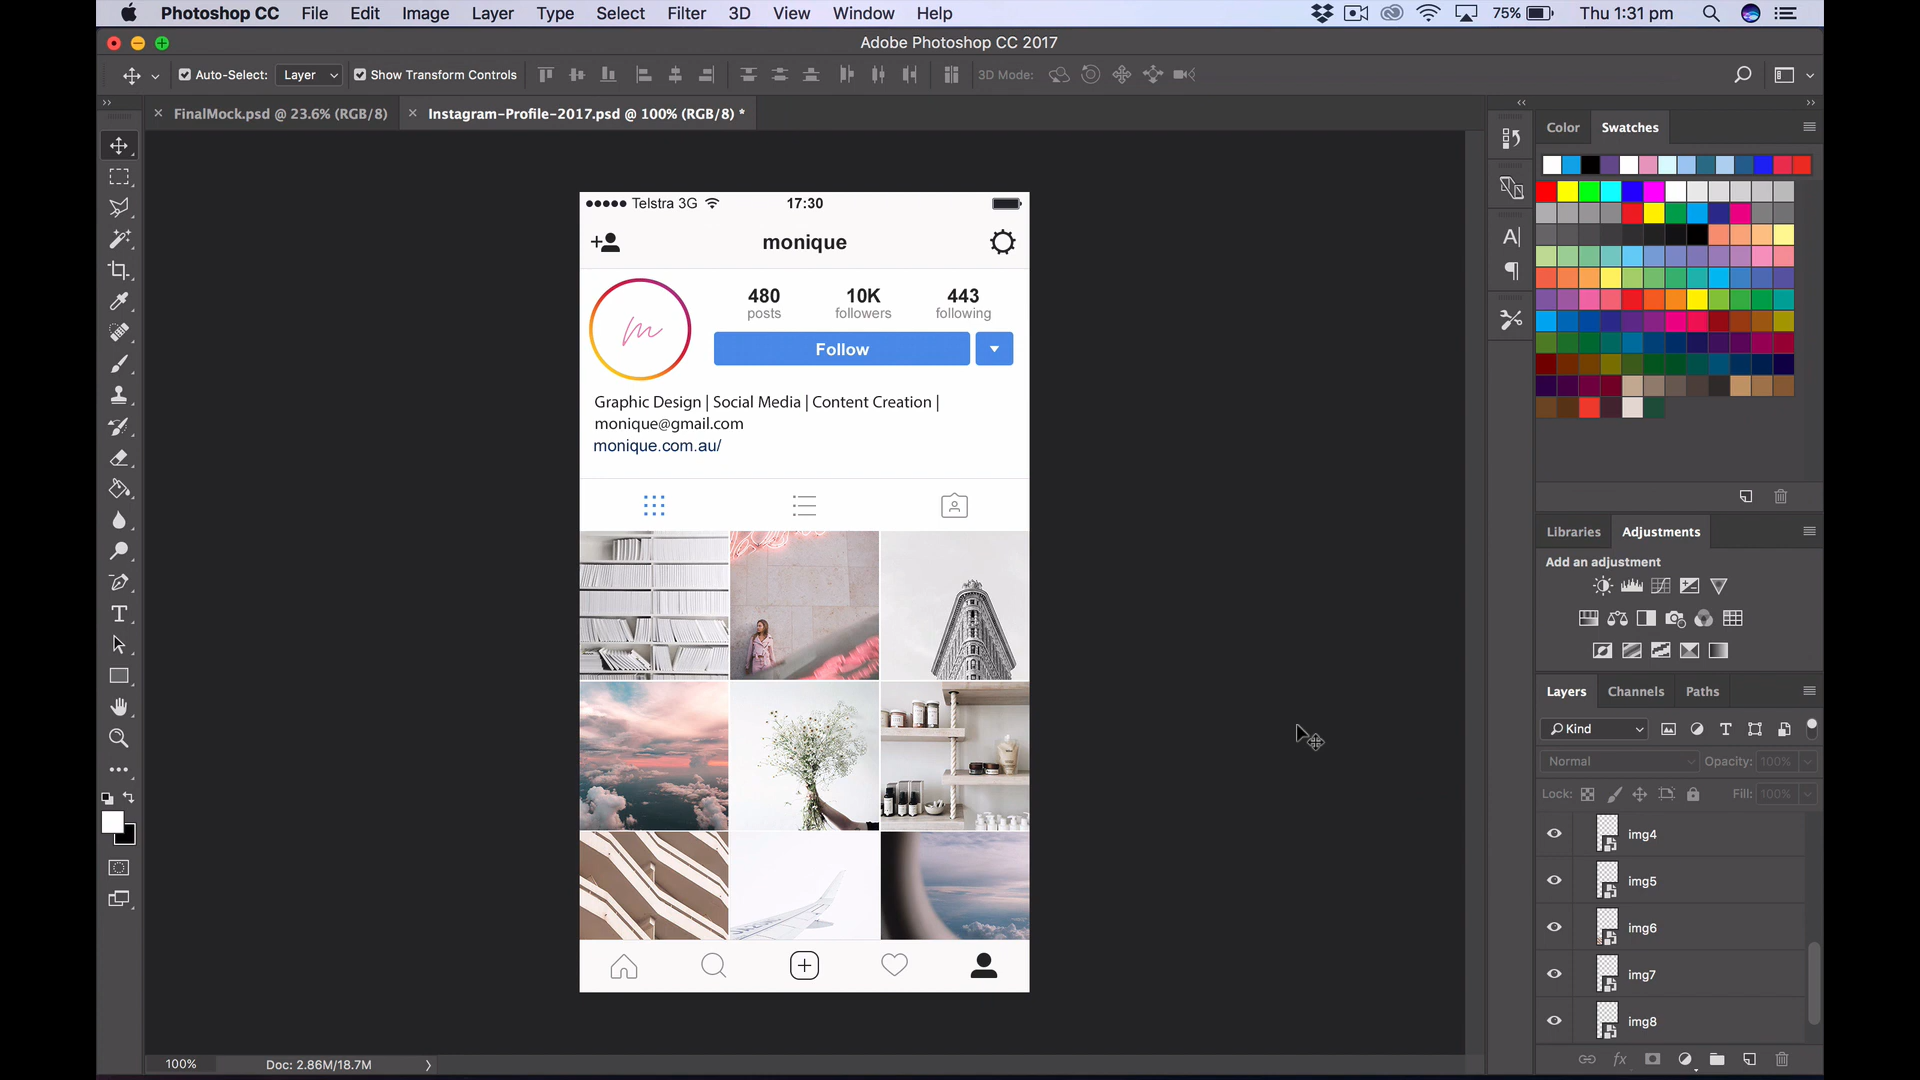 Photoshop CC File Edit Image Layer Type Select Filter 3D View Window Help 75% Thu 1:31 pm
Adobe Photoshop CC 2017
Auto-Select: Layer Show Transform Controls 3D Mode:
FinalMock.psd @ 23.6% (RGB/8) Instagram-Profile-2017.psd @ 100% (RGB/8) *
Color Swatches
Telstra 3G 17:30
monique
480 10K 443
posts followers following
m
Follow
Graphic Design | Social Media | Content Creation |
monique@gmail.com
monique.com.au/
Libraries Adjustments
Add an adjustment
Layers Channels Paths
Kind
Normal Opacity: 100%
Lock: Fill: 100%
img4
img5
img6
img7
img8
100% Doc: 2.86M/18.7M